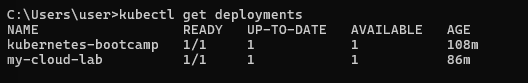 C:\Users\user>kubectl get deployments
NAME                  READY   UP-TO-DATE   AVAILABLE   AGE
kubernetes-bootcamp   1/1     1            1           108m
my-cloud-lab          1/1     1            1           86m